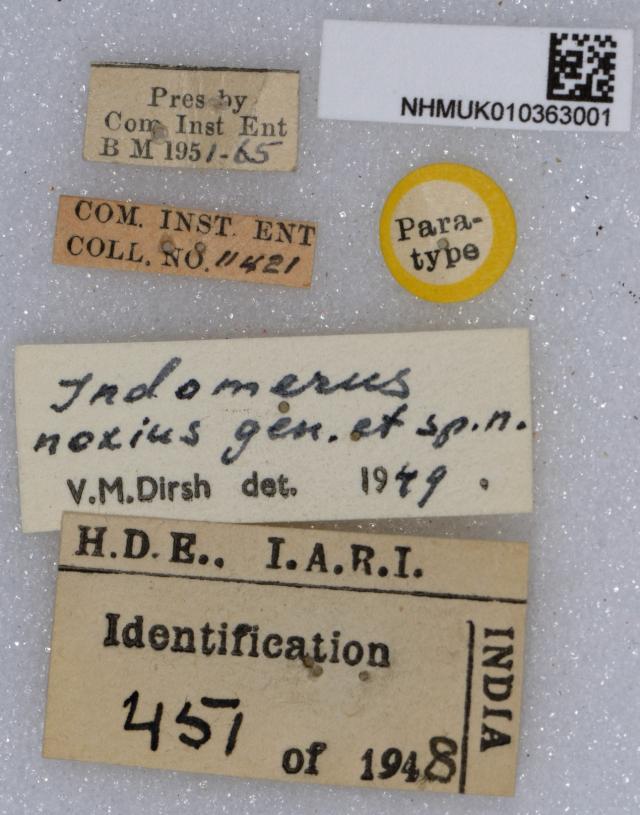 Pres by
Com Inst Ent
B M 1951-65
NHMUK010363001
COM. INST. ENT
COLL. NO. 11421
Para-
type
Indomerus
noxius gen. et sp. n.
V.M.Dirsh det. 1949.
H.D.E., I.A.R.I.
Identification
451
of 1948
INDIA